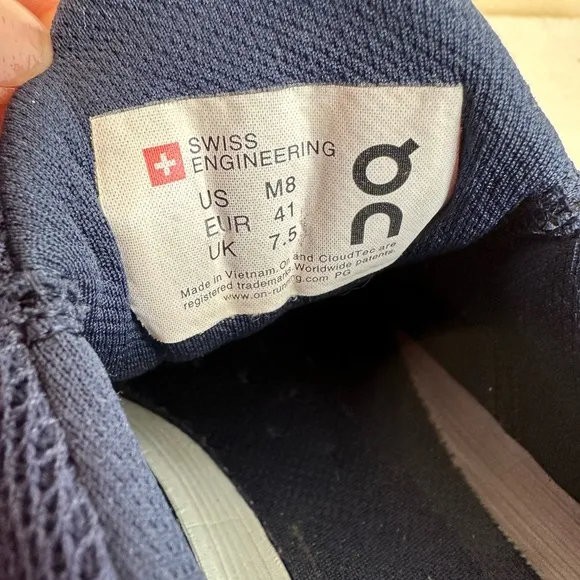 SWISS
ENGINEERING
US M8
EUR 41
UK 7.5
Made in Vietnam. On and CloudTec are
registered trademarks. Worldwide patents.
www.on-running.com PG